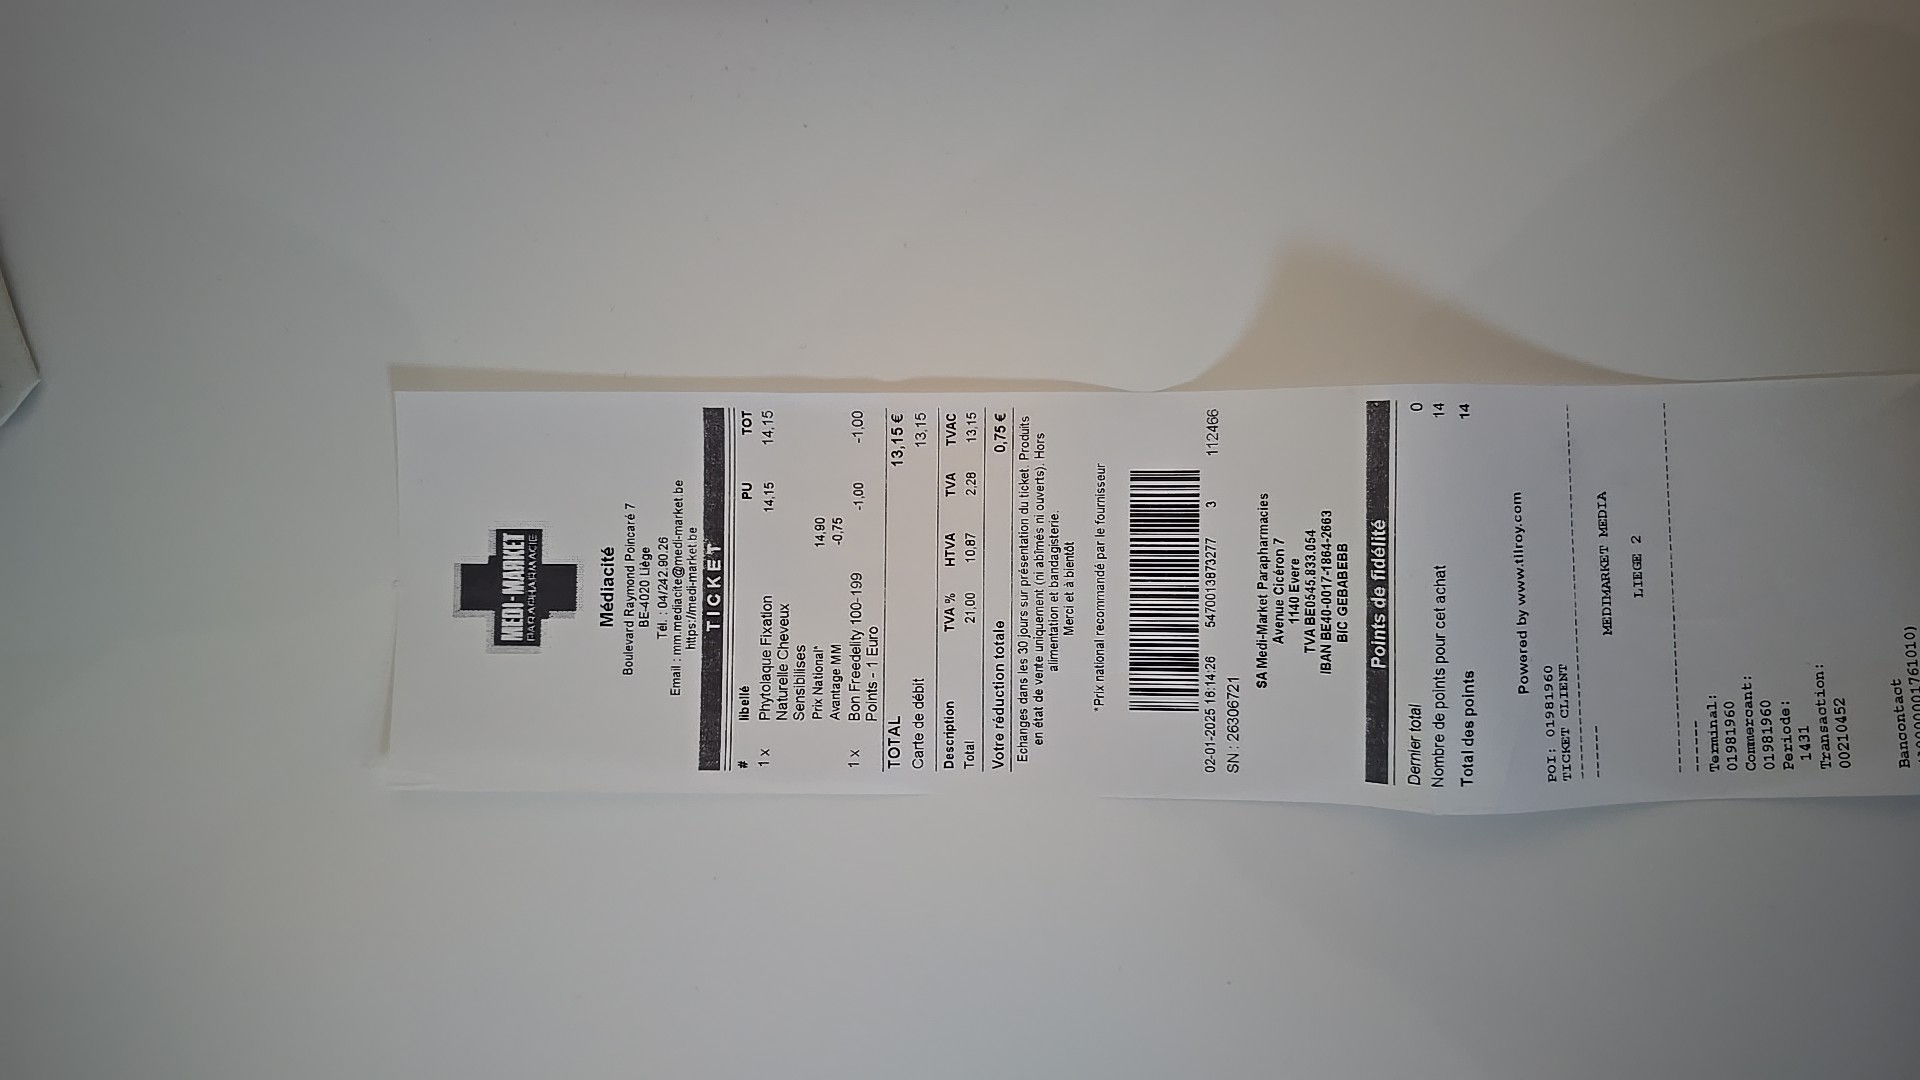 MEDI-MARKET
PARAPHARMACIE
Médiacité
Boulevard Raymond Poincaré 7
BE-4020 Liège
Tél. : 04/242.90.26
Email : mm.mediacite@medi-market.be
https://medi-market.be
TICKET
# libellé PU TOT
1 x Phytolaque Fixation 14,15 14,15
Naturelle Cheveux
Sensibilises
Prix National* 14,90
Avantage MM -0,75
1 x Bon Freedelity 100-199 -1,00 -1,00
Points - 1 Euro
TOTAL 13,15 €
Carte de débit 13,15
Description TVA % HTVA TVA TVAC
Total 21,00 10,87 2,28 13,15
Votre réduction totale 0,75 €
Echanges dans les 30 jours sur présentation du ticket. Produits
en état de vente uniquement (ni abîmés ni ouverts). Hors
alimentation et bandagisterie.
Merci et à bientôt
*Prix national recommandé par le fournisseur
02-01-2025 16:14:26 5470013873277 3 112466
SN : 26306721
SA Medi-Market Parapharmacies
Avenue Cicéron 7
1140 Evere
TVA BE0545.833.054
IBAN BE40-0017-1864-2663
BIC GEBABEBB
Points de fidélité
Dernier total 0
Nombre de points pour cet achat 14
Total des points 14
Powered by www.tilroy.com
POI: 01981960
TICKET CLIENT
MEDIMARKET MEDIA
LIEGE 2
Terminal:
01981960
Commercant:
01981960
Periode:
1431
Transaction:
00210452
Bancontact